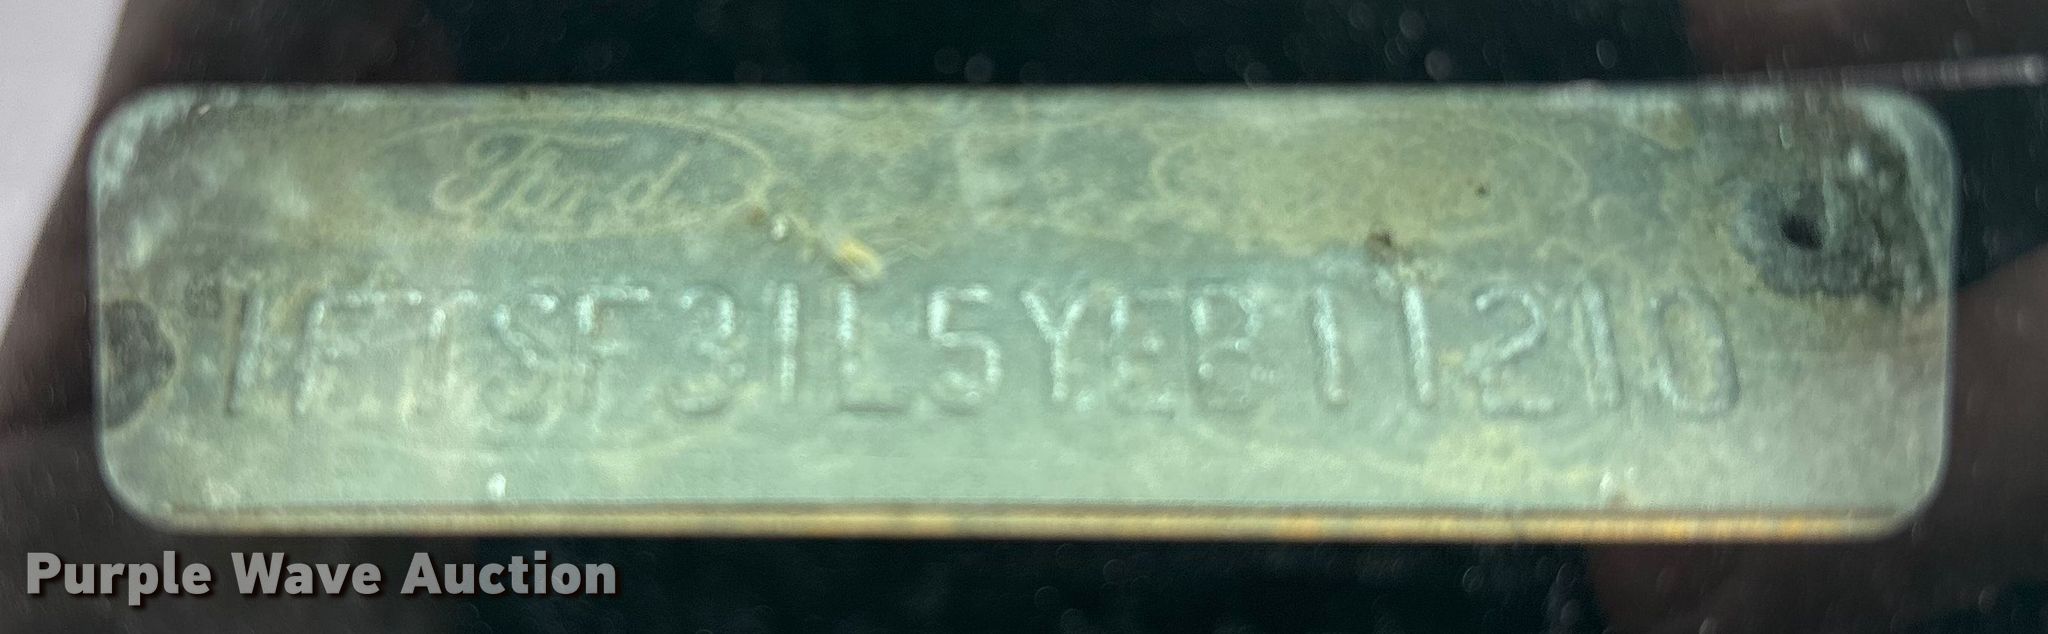 Ford
1FTSF31L5YEB11210
Purple Wave Auction